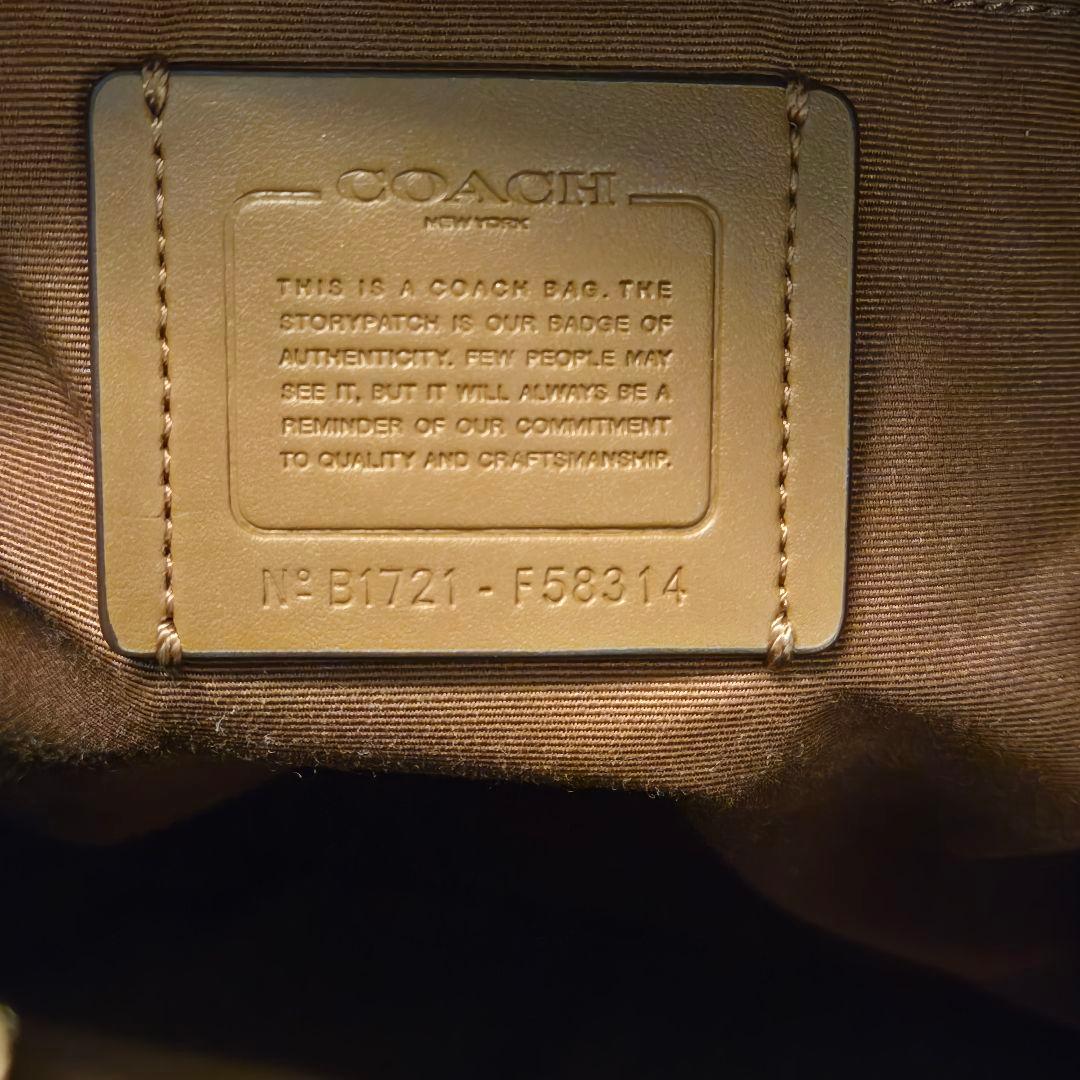 COACH
NEW YORK
THIS IS A COACH BAG. THE
STORYPATCH IS OUR BADGE OF
AUTHENTICITY. FEW PEOPLE MAY
SEE IT, BUT IT WILL ALWAYS BE A
REMINDER OF OUR COMMITMENT
TO QUALITY AND CRAFTSMANSHIP.
Nº B1721 - F58314